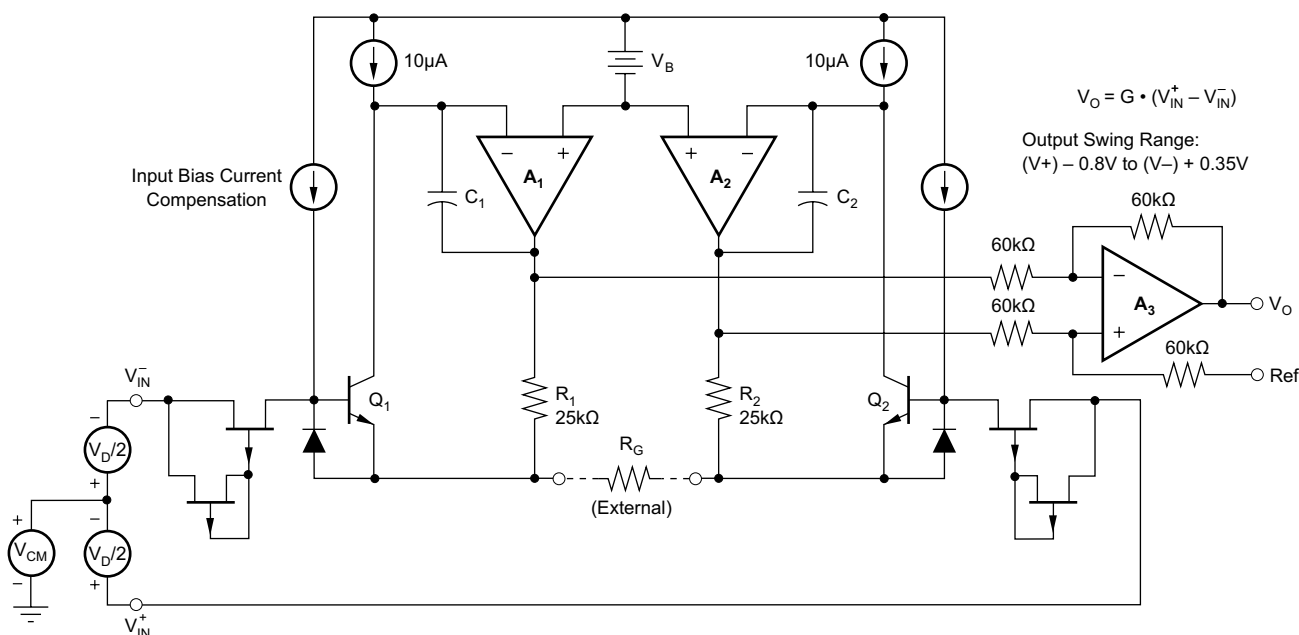 10µA
V_B
10µA
V_O = G • (V_IN^+ – V_IN^–)
Output Swing Range:
(V+) – 0.8V to (V–) + 0.35V
– +
+ –
A_1
A_2
C_1
C_2
Input Bias Current
Compensation
60kΩ
60kΩ
60kΩ
–
+
A_3
V_O
60kΩ
Ref
V_IN^–
Q_1
R_1
25kΩ
R_2
25kΩ
Q_2
R_G
(External)
–
V_D/2
+
+
V_CM
–
–
V_D/2
+
V_IN^+